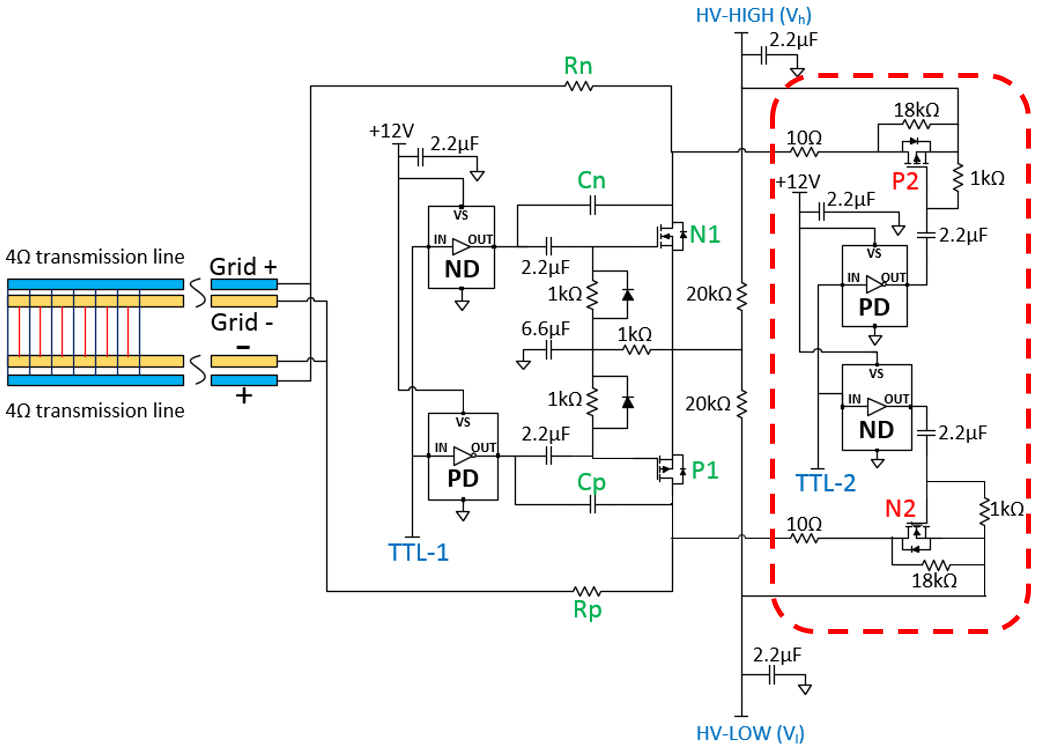 HV-HIGH (Vh)
2.2µF
Rn
18kΩ
+12V
2.2µF
10Ω
P2
1kΩ
Cn
+12V
2.2µF
VS
IN
OUT
ND
N1
2.2µF
2.2µF
VS
IN
OUT
PD
4Ω transmission line
Grid +
Grid -
-
+
4Ω transmission line
1kΩ
20kΩ
6.6µF
1kΩ
1kΩ
20kΩ
VS
IN
OUT
ND
2.2µF
VS
IN
OUT
PD
2.2µF
P1
Cp
TTL-2
N2
1kΩ
10Ω
TTL-1
18kΩ
Rp
2.2µF
HV-LOW (Vl)